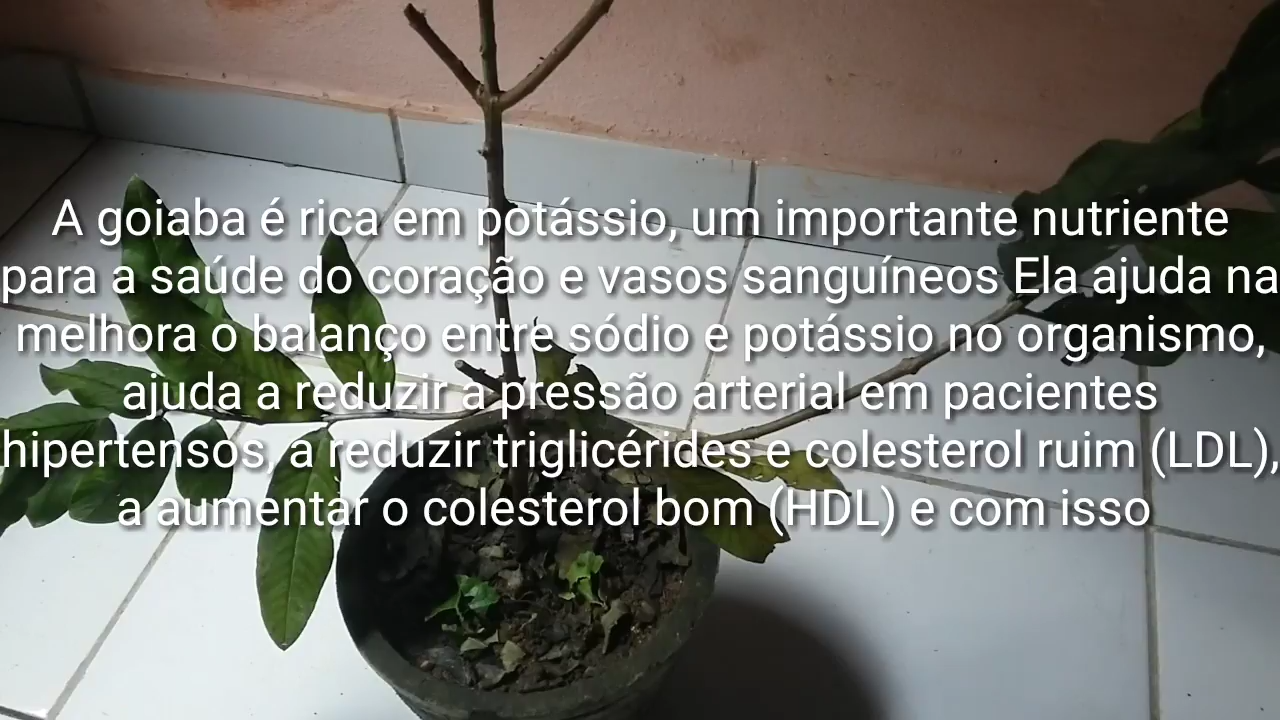 A goiaba é rica em potássio, um importante nutriente
para a saúde do coração e vasos sanguíneos Ela ajuda na
melhora o balanço entre sódio e potássio no organismo,
ajuda a reduzir a pressão arterial em pacientes
hipertensos, a reduzir triglicérides e colesterol ruim (LDL),
a aumentar o colesterol bom (HDL) e com isso